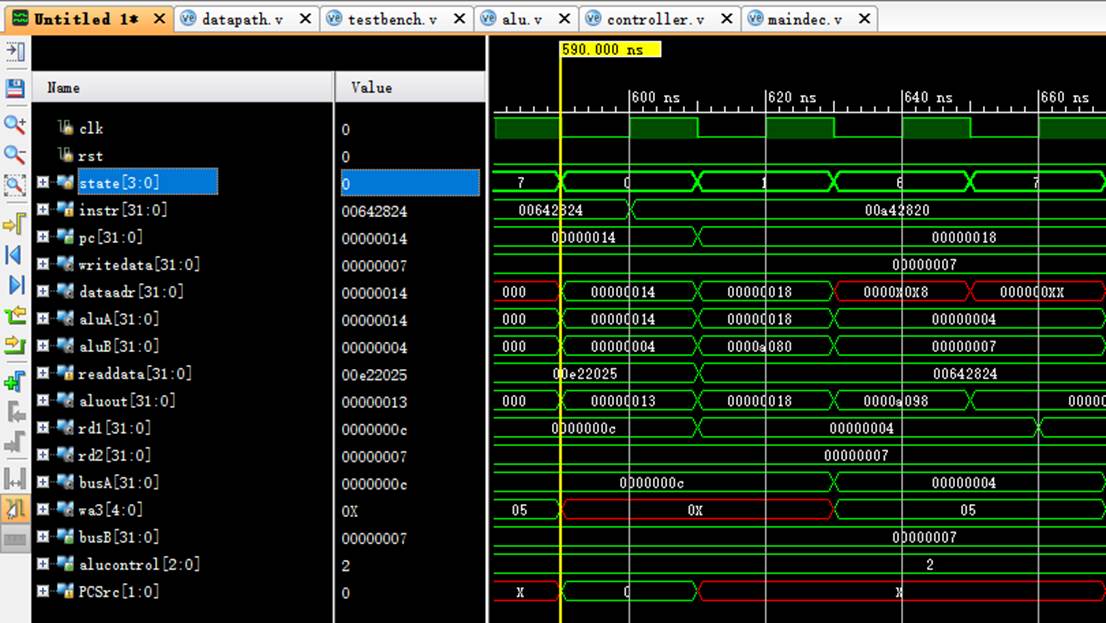 Untitled 1* datapath.v testbench.v alu.v controller.v maindec.v
590.000 ns
Name Value 600 ns 620 ns 640 ns 660 ns
clk 0
rst 0
state[3:0] 0 7 0 1 6 7
instr[31:0] 00642824 00642824 00a42820
pc[31:0] 00000014 00000014 00000018
writedata[31:0] 00000007 00000007
dataadr[31:0] 00000014 000 00000014 00000018 0000X0X8 000000XX
aluA[31:0] 00000014 000 00000014 00000018 00000004
aluB[31:0] 00000004 000 00000004 0000a080 00000007
readdata[31:0] 00e22025 00e22025 00642824
aluout[31:0] 00000013 000 00000013 00000018 0000a098 00000
rd1[31:0] 0000000c 0000000c 00000004
rd2[31:0] 00000007 00000007
busA[31:0] 0000000c 0000000c 00000004
wa3[4:0] 0X 05 0X 05
busB[31:0] 00000007 00000007
alucontrol[2:0] 2 2
PCSrc[1:0] 0 X 0 X